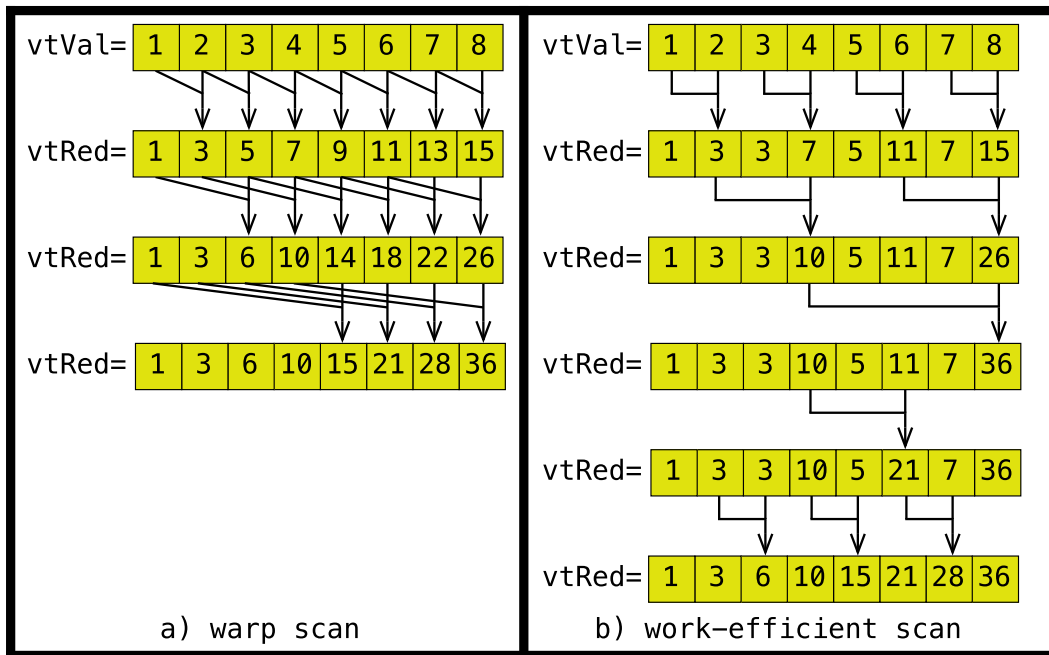 vtVal= 1 2 3 4 5 6 7 8
vtRed= 1 3 5 7 9 11 13 15
vtRed= 1 3 6 10 14 18 22 26
vtRed= 1 3 6 10 15 21 28 36
a) warp scan
vtVal= 1 2 3 4 5 6 7 8
vtRed= 1 3 3 7 5 11 7 15
vtRed= 1 3 3 10 5 11 7 26
vtRed= 1 3 3 10 5 11 7 36
vtRed= 1 3 3 10 5 21 7 36
vtRed= 1 3 6 10 15 21 28 36
b) work−efficient scan